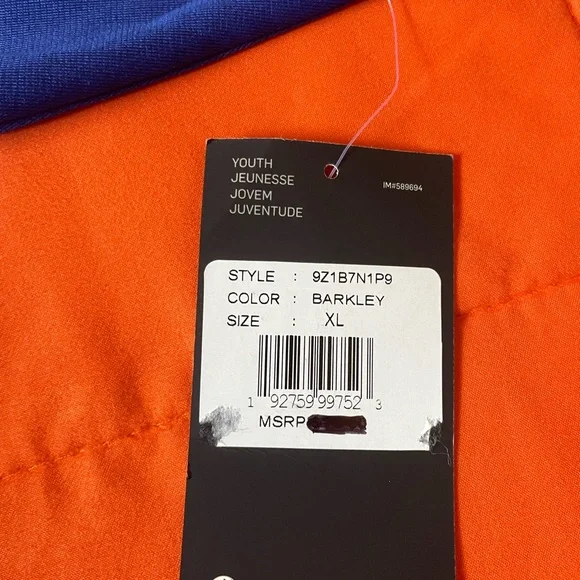 YOUTH
JEUNESSE
JOVEM
JUVENTUDE
IM#589694
STYLE : 9Z1B7N1P9
COLOR : BARKLEY
SIZE : XL
1 92759 99752 3
MSRP